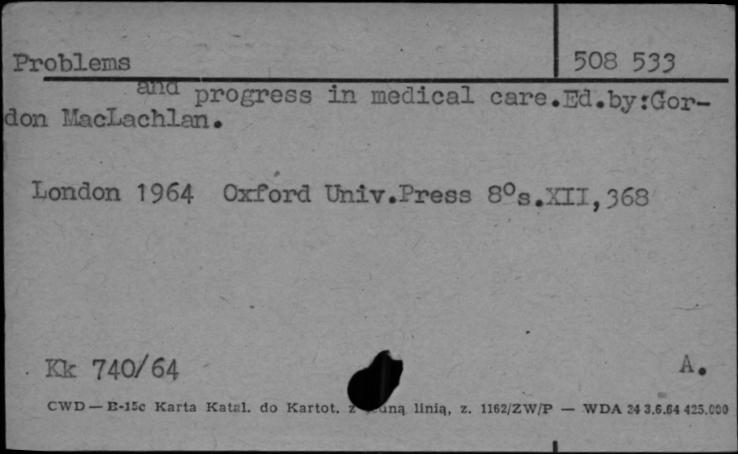 Problems
508 533
and progress in medical care.Ed.by:Gor-
don MacLachlan.
London 1964 Oxford Univ.Press 8°s.XII,368
Kk 740/64
A.
CWD — B-15c Karta Katal. do Kartot. z linią, z. 1162/ZW/P — WDA 24 3.6.64 425.000